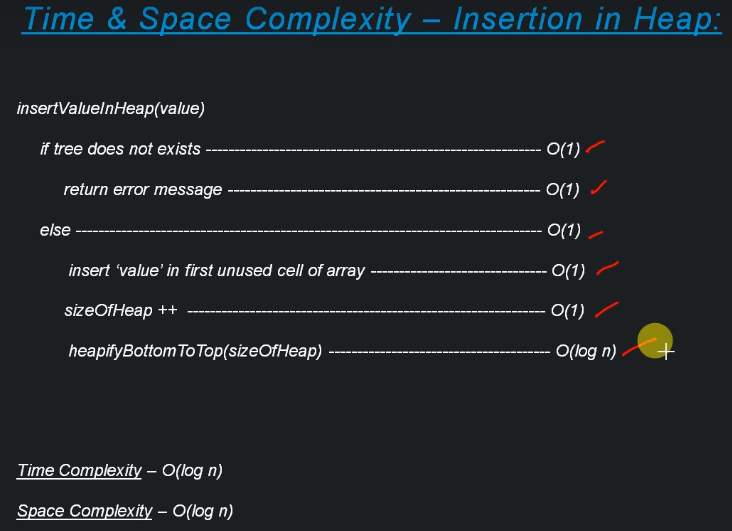 Time & Space Complexity – Insertion in Heap:
insertValueInHeap(value)
if tree does not exists ------------------------------------------------------------- O(1)
return error message --------------------------------------------------------- O(1)
else ------------------------------------------------------------------------------------- O(1)
insert ‘value’ in first unused cell of array -------------------------------- O(1)
sizeOfHeap ++ ----------------------------------------------------------------- O(1)
heapifyBottomToTop(sizeOfHeap) ---------------------------------------- O(log n)
Time Complexity – O(log n)
Space Complexity – O(log n)